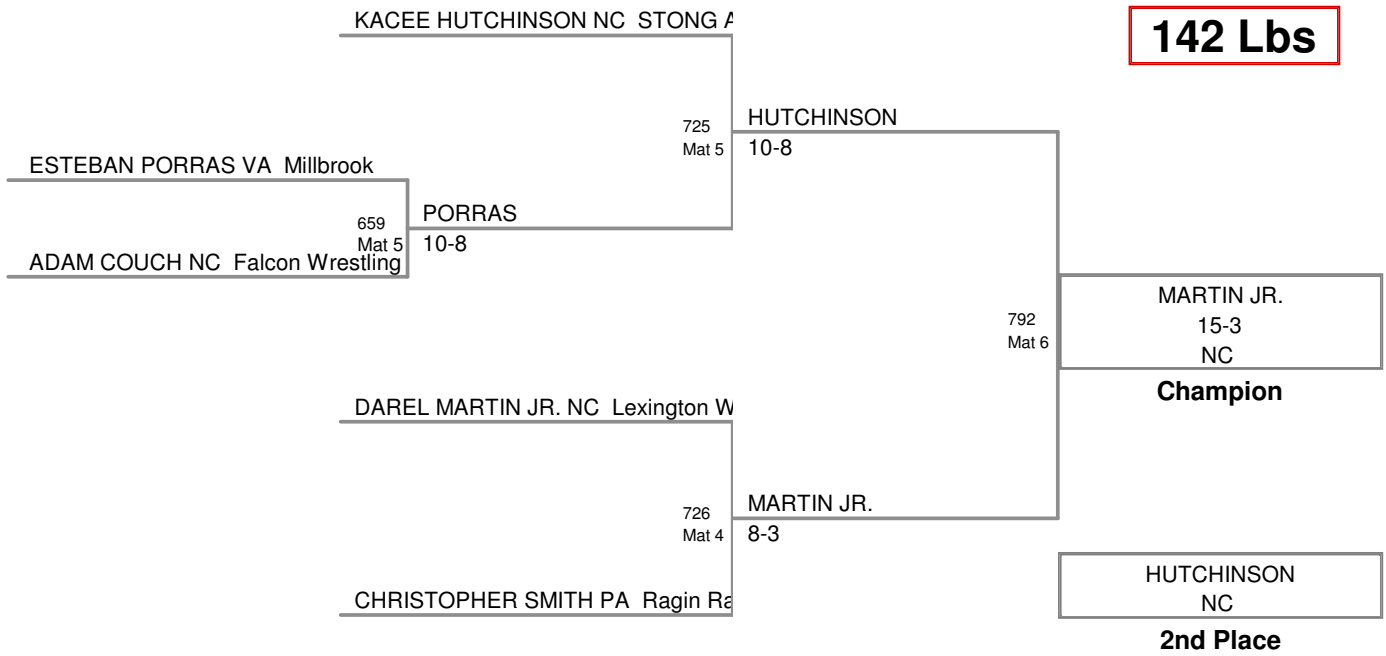 KACEE HUTCHINSON NC STONG A
142 Lbs
HUTCHINSON
725
Mat 5
10-8
ESTEBAN PORRAS VA Millbrook
PORRAS
659
Mat 5
10-8
ADAM COUCH NC Falcon Wrestling
MARTIN JR.
15-3
NC
792
Mat 6
Champion
DAREL MARTIN JR. NC Lexington W
MARTIN JR.
726
Mat 4
8-3
HUTCHINSON
NC
CHRISTOPHER SMITH PA Ragin Ra
2nd Place